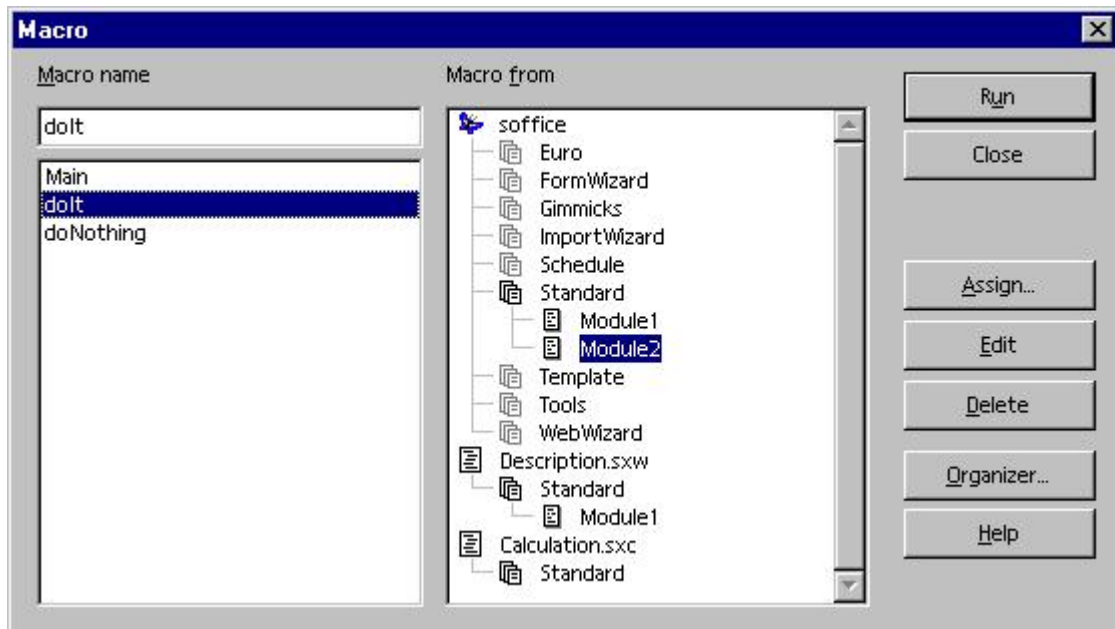 Macro
Macro name
doIt
Main
doIt
doNothing
Macro from
soffice
Euro
FormWizard
Gimmicks
ImportWizard
Schedule
Standard
Module1
Module2
Template
Tools
WebWizard
Description.sxw
Standard
Module1
Calculation.sxc
Standard
Run
Close
Assign...
Edit
Delete
Organizer...
Help